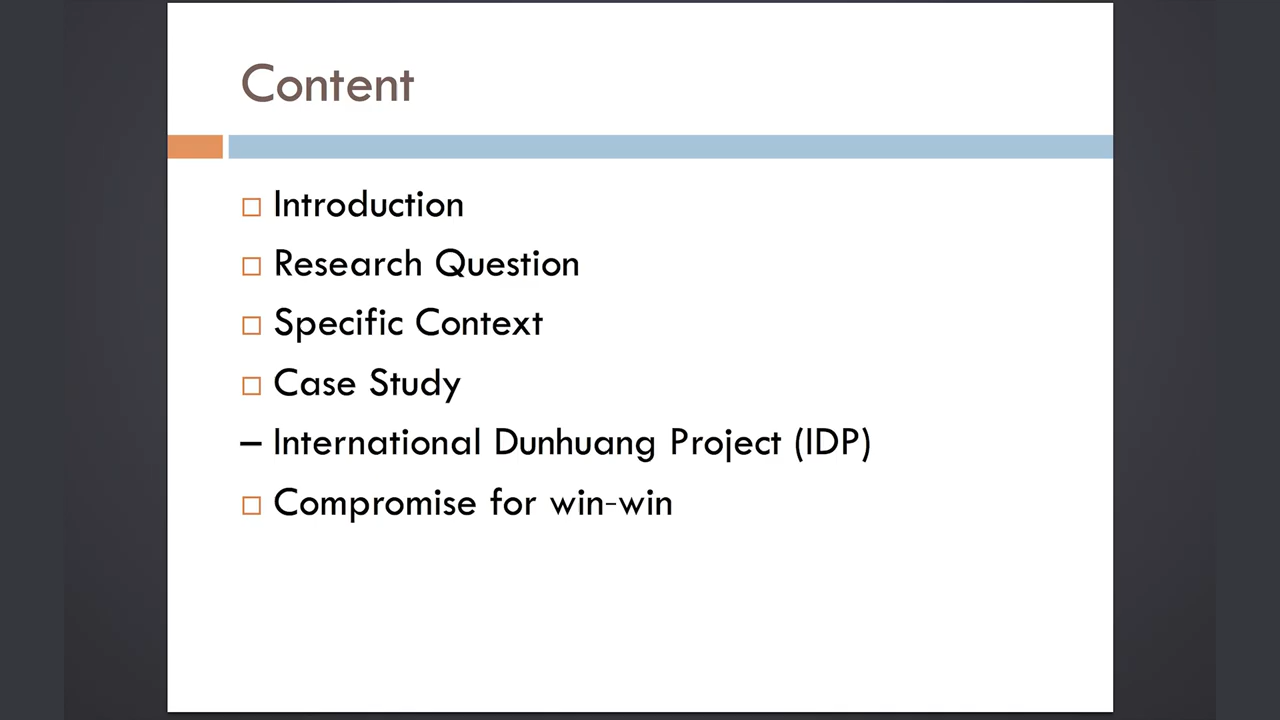 Content
Introduction
Research Question
Specific Context
Case Study
– International Dunhuang Project (IDP)
Compromise for win-win